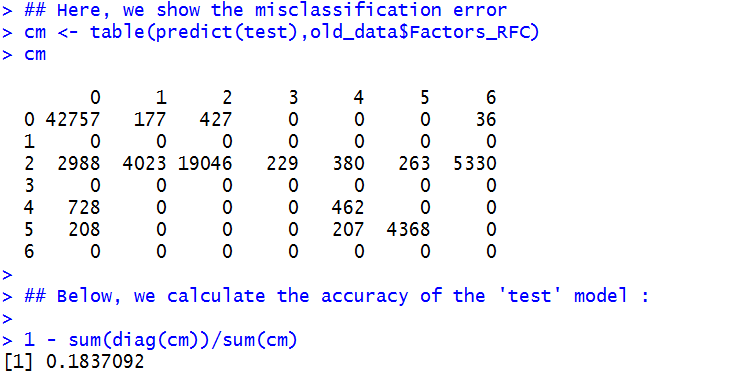 > ## Here, we show the misclassification error
> cm <- table(predict(test),old_data$Factors_RFC)
> cm
0 1 2 3 4 5 6
0 42757 177 427 0 0 0 36
1 0 0 0 0 0 0 0
2 2988 4023 19046 229 380 263 5330
3 0 0 0 0 0 0 0
4 728 0 0 0 462 0 0
5 208 0 0 0 207 4368 0
6 0 0 0 0 0 0 0
>
> ## Below, we calculate the accuracy of the 'test' model :
>
> 1 - sum(diag(cm))/sum(cm)
[1] 0.1837092